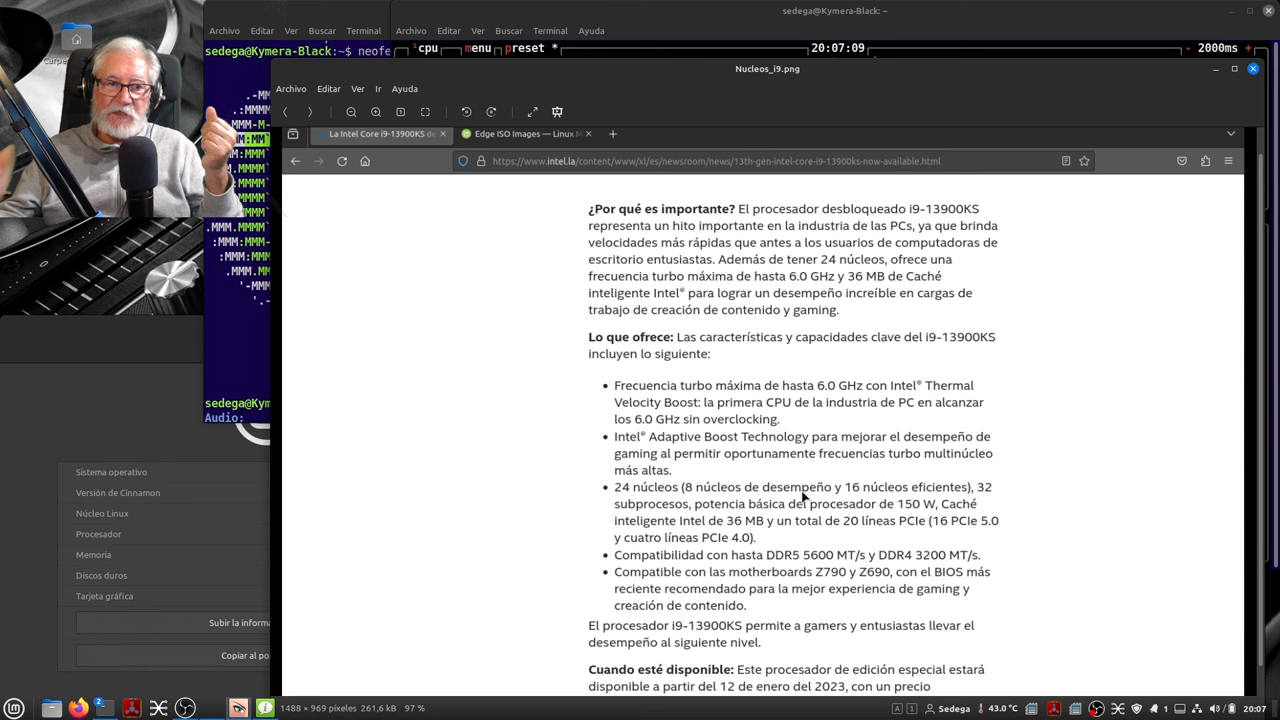 sedega@Kymera-Black: ~
Archivo Editar Ver Buscar Terminal
Archivo Editar Ver Buscar Terminal Ayuda
sedega@Kymera-Black:~$ neofe
¹cpu menu preset * 20:07:09 - 2000ms +
Nucleos_i9.png
Archivo Editar Ver Ir Ayuda
La Intel Core i9-13900KS de
Edge ISO Images — Linux M
https://www.intel.la/content/www/xl/es/newsroom/news/13th-gen-intel-core-i9-13900ks-now-available.html
¿Por qué es importante? El procesador desbloqueado i9-13900KS
representa un hito importante en la industria de las PCs, ya que brinda
velocidades más rápidas que antes a los usuarios de computadoras de
escritorio entusiastas. Además de tener 24 núcleos, ofrece una
frecuencia turbo máxima de hasta 6.0 GHz y 36 MB de Caché
inteligente Intel® para lograr un desempeño increíble en cargas de
trabajo de creación de contenido y gaming.
Lo que ofrece: Las características y capacidades clave del i9-13900KS
incluyen lo siguiente:
• Frecuencia turbo máxima de hasta 6.0 GHz con Intel® Thermal
Velocity Boost: la primera CPU de la industria de PC en alcanzar
los 6.0 GHz sin overclocking.
• Intel® Adaptive Boost Technology para mejorar el desempeño de
gaming al permitir oportunamente frecuencias turbo multinúcleo
más altas.
• 24 núcleos (8 núcleos de desempeño y 16 núcleos eficientes), 32
subprocesos, potencia básica del procesador de 150 W, Caché
inteligente Intel de 36 MB y un total de 20 líneas PCIe (16 PCIe 5.0
y cuatro líneas PCIe 4.0).
• Compatibilidad con hasta DDR5 5600 MT/s y DDR4 3200 MT/s.
• Compatible con las motherboards Z790 y Z690, con el BIOS más
reciente recomendado para la mejor experiencia de gaming y
creación de contenido.
El procesador i9-13900KS permite a gamers y entusiastas llevar el
desempeño al siguiente nivel.
Cuando esté disponible: Este procesador de edición especial estará
disponible a partir del 12 de enero del 2023, con un precio
sedega@Kym
Audio:
Sistema operativo
Versión de Cinnamon
Núcleo Linux
Procesador
Memoria
Discos duros
Tarjeta gráfica
Subir la informa
Copiar al po
1488 × 969 píxeles 261,6 kB 97 %
Sedega 43.0°C 1 20:07